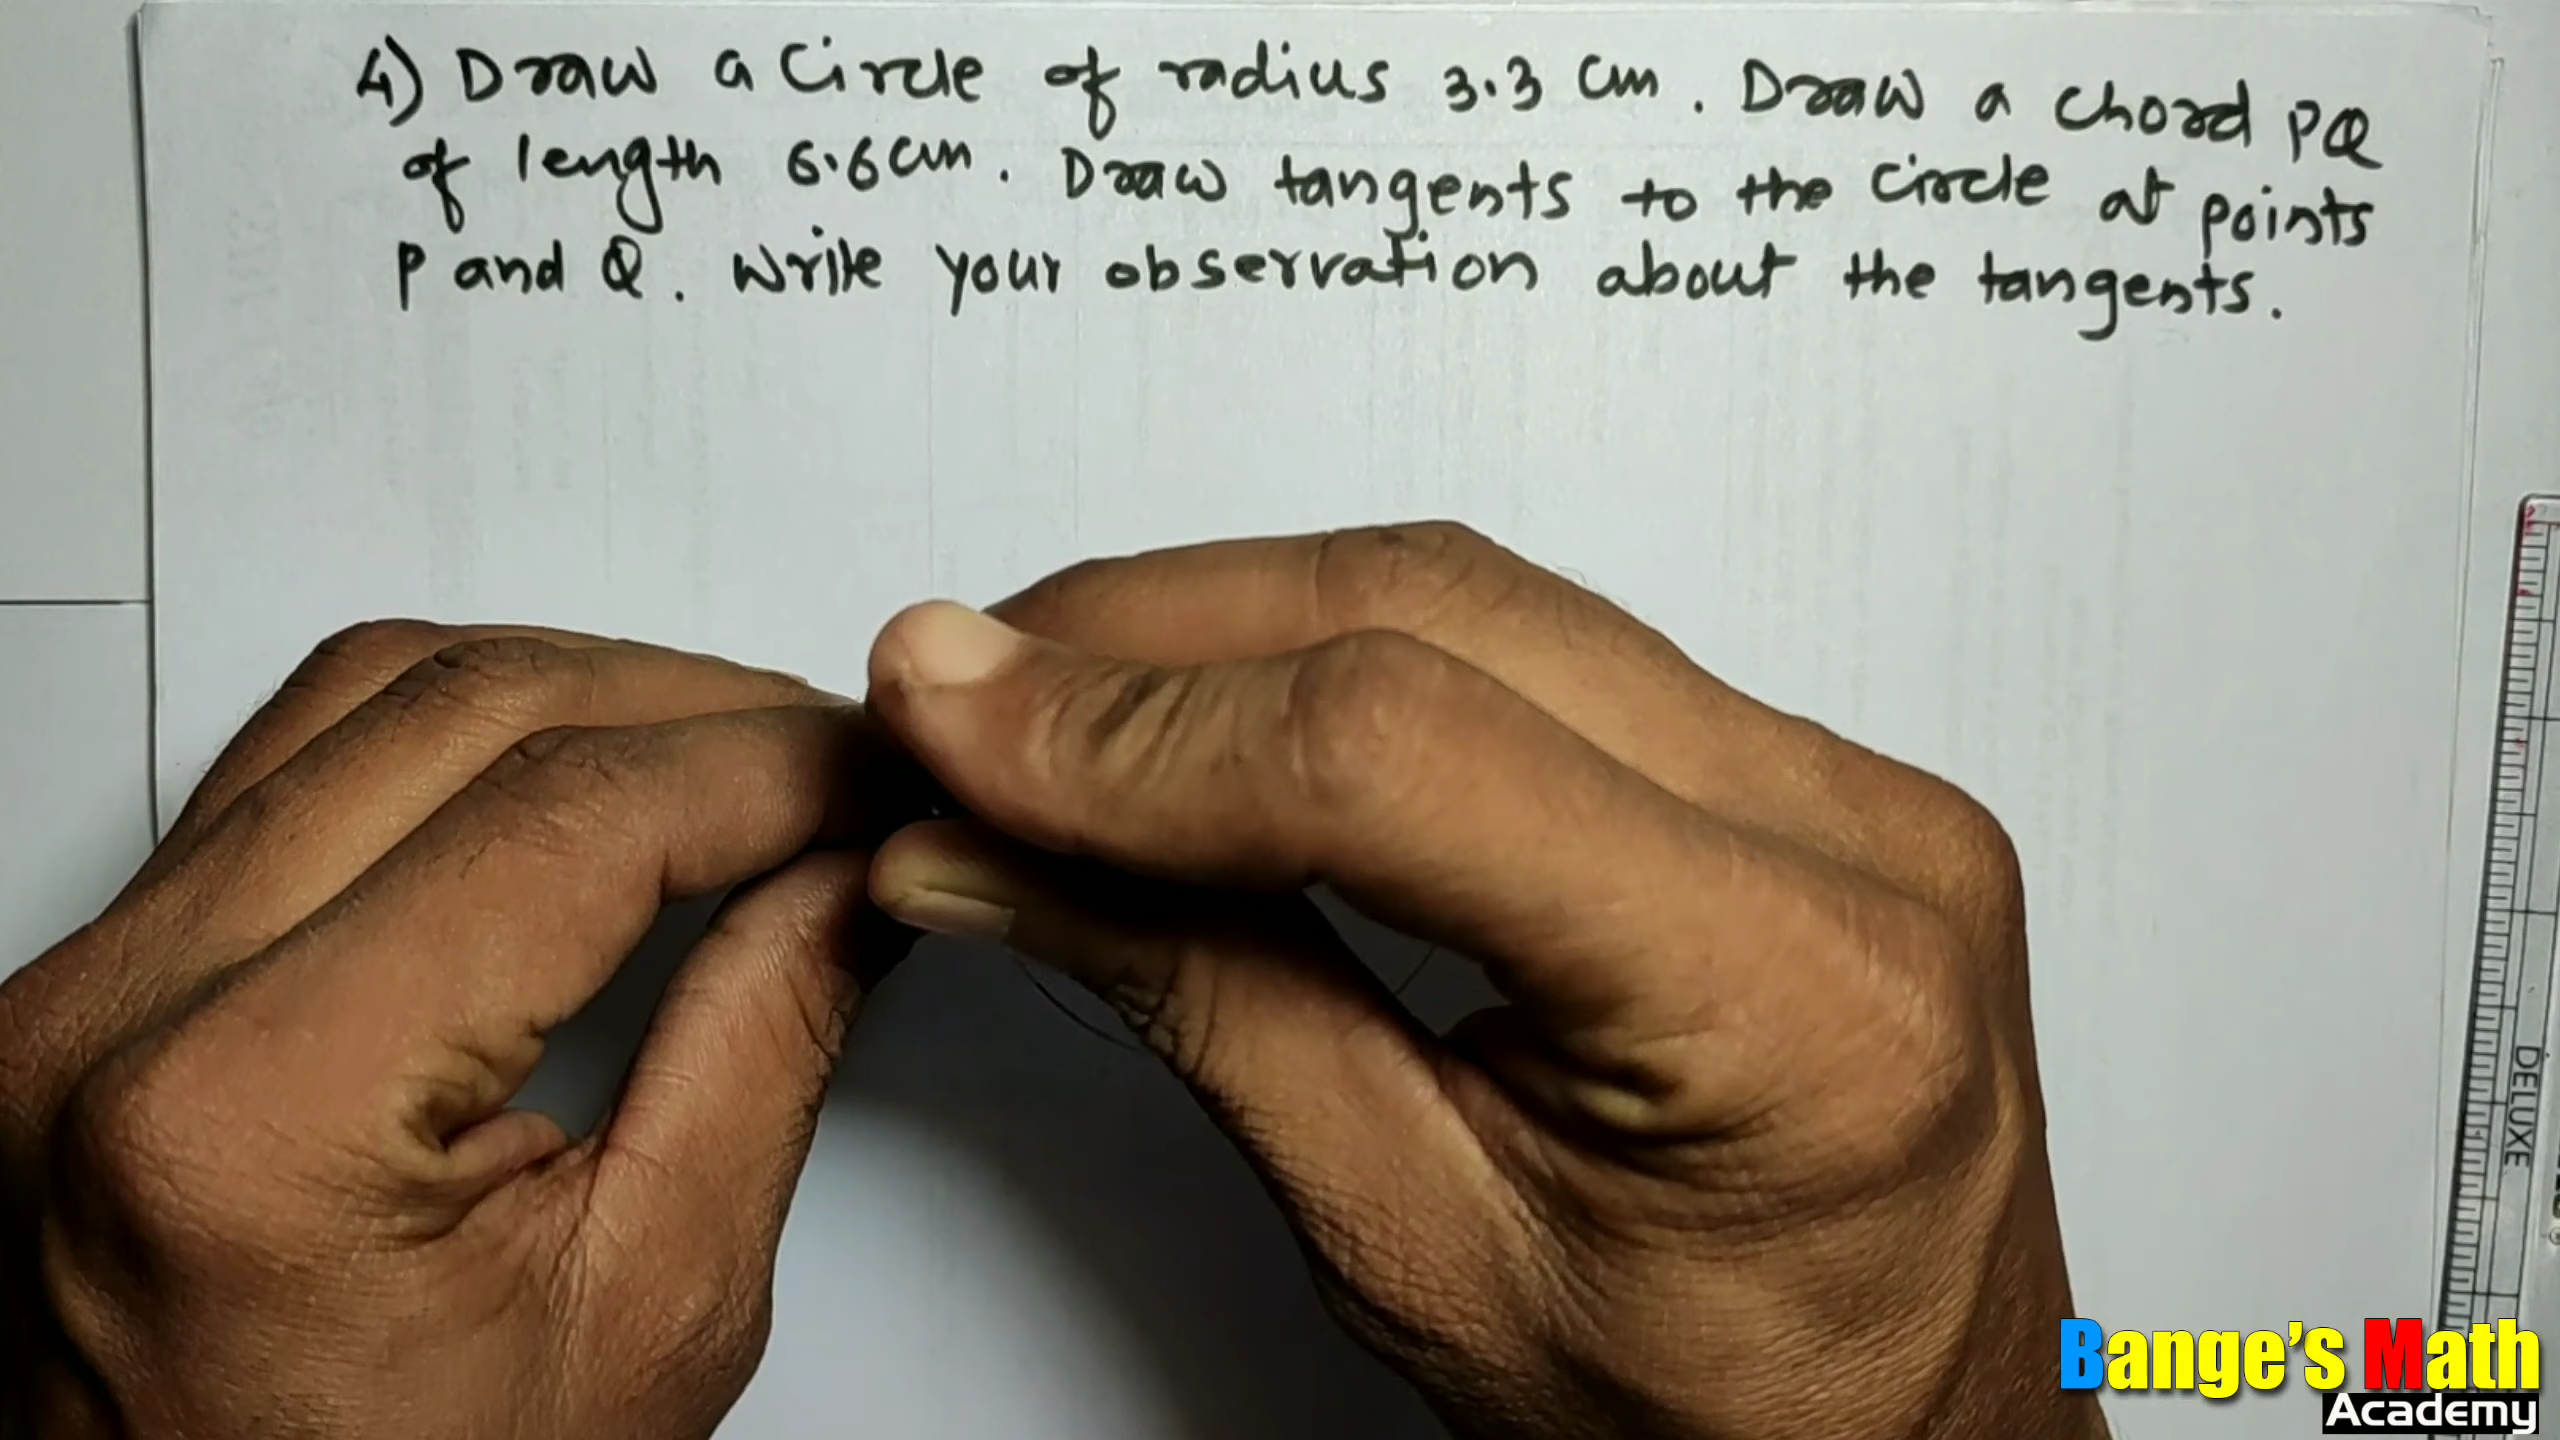 4) Draw a Circle of radius 3.3 cm. Draw a chord PQ
of length 6.6cm. Draw tangents to the circle at points
P and Q. Write your observation about the tangents.
DELUXE
Bange's Math
Academy